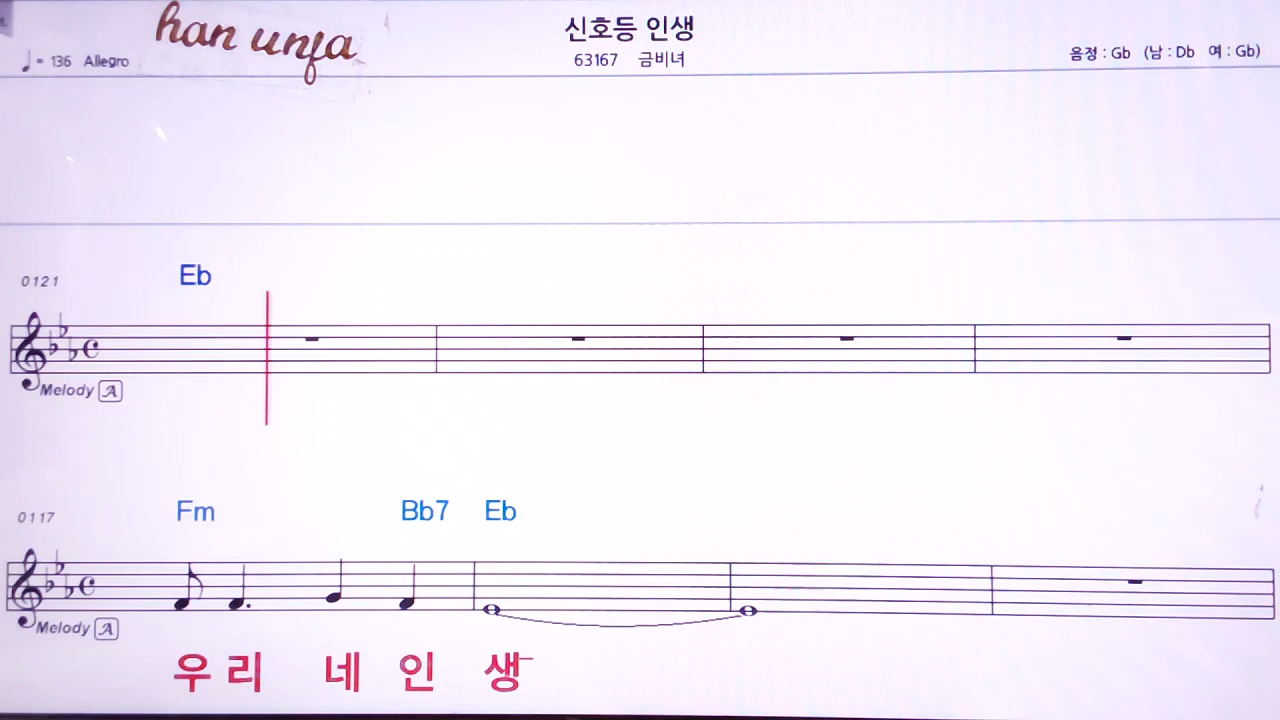 han unja
신호등 인생
♩ = 136 Allegro
63167 금비녀
음정 : Gb (남 : Db 여 : Gb)
0121
Eb
Melody A
0117
Fm Bb7 Eb
Melody A
우 리 네 인 생